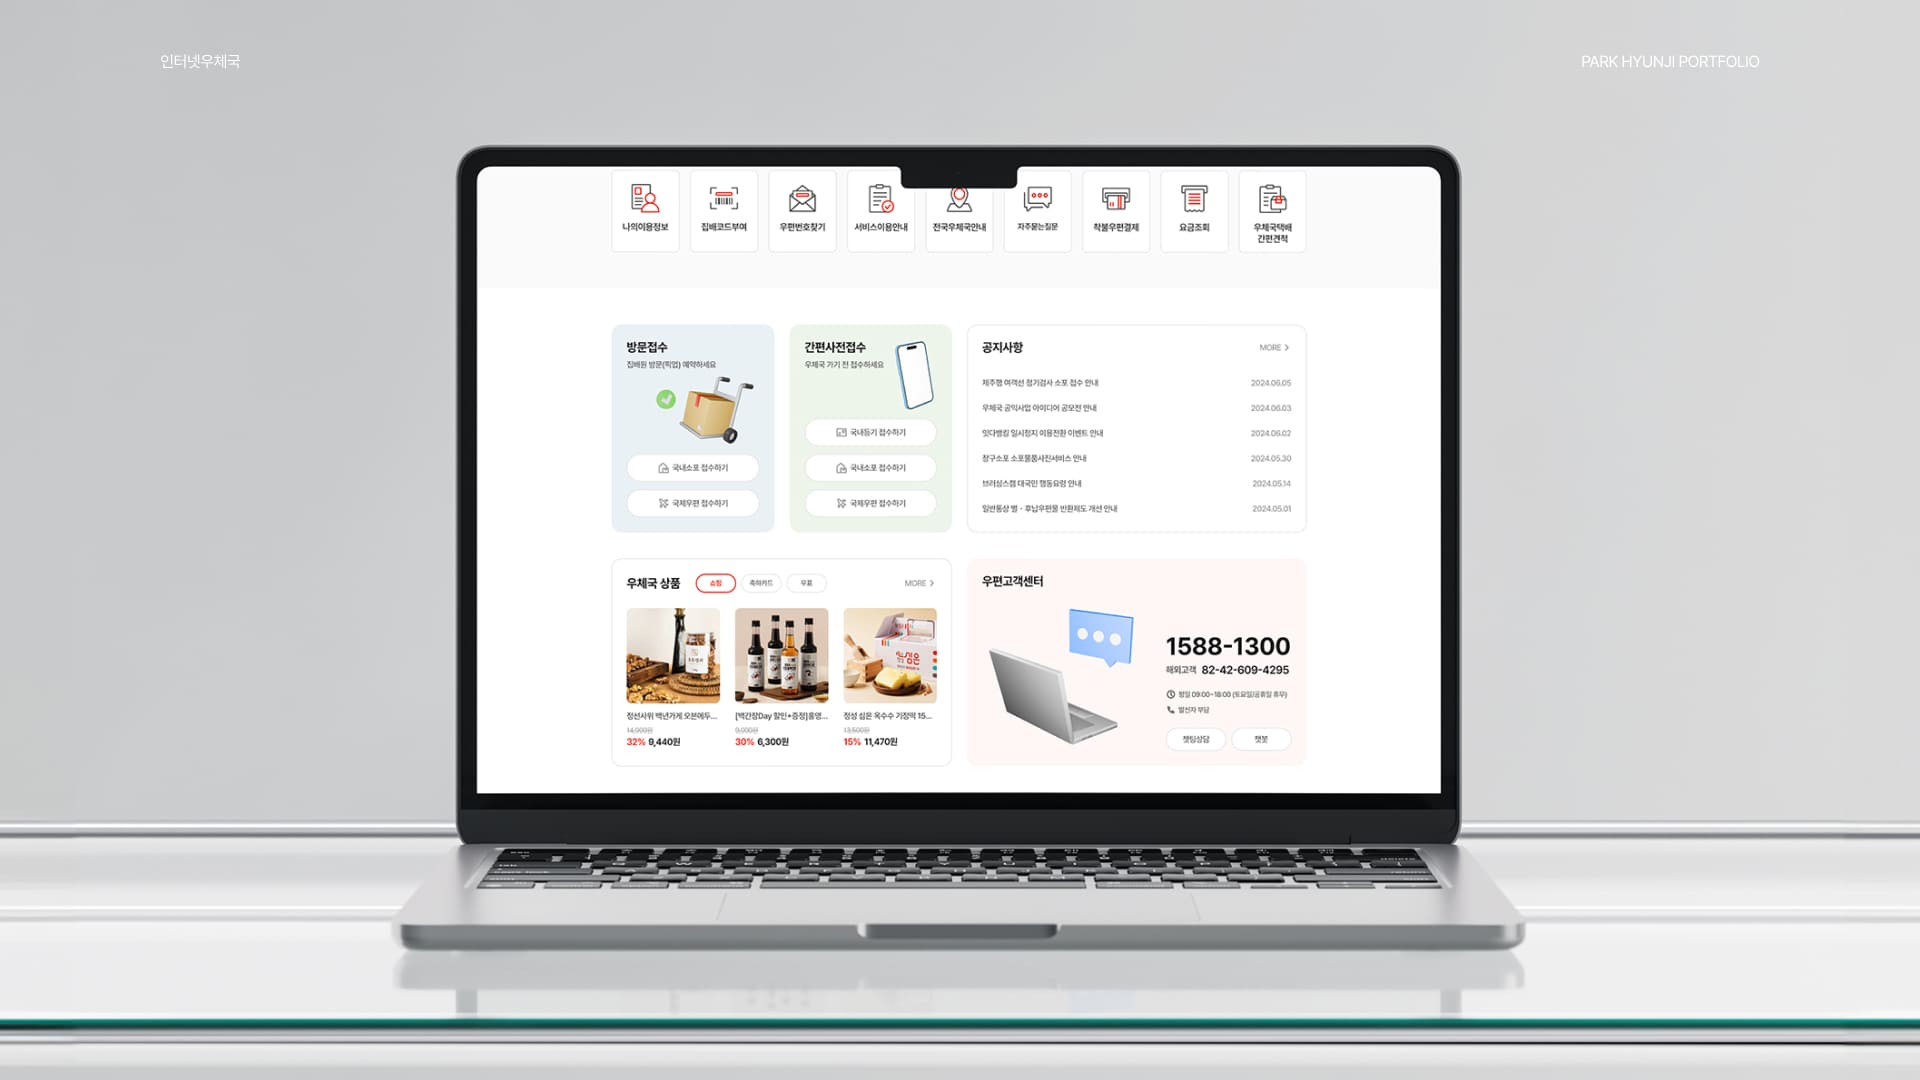 인터넷우체국
PARK HYUNJI PORTFOLIO
나의이용정보
집배코드부여
우편번호찾기
서비스이용안내
전국우체국안내
자주묻는질문
착불우편결제
요금조회
우체국택배
간편견적
방문접수
집배원 방문(픽업) 예약하세요
국내소포 접수하기
국제우편 접수하기
간편사전접수
우체국 가기 전 접수하세요
국내등기 접수하기
국내소포 접수하기
국제우편 접수하기
공지사항
MORE
제주행 여객선 정기검사 소포 접수 안내
2024.06.05
우체국 공익사업 아이디어 공모전 안내
2024.06.03
잇다뱅킹 일시정지 이용전환 이벤트 안내
2024.06.02
창구소포 소포물품사진서비스 안내
2024.05.30
브러싱스캠 대국민 행동요령 안내
2024.05.14
일반통상 별 · 후납우편물 반환제도 개선 안내
2024.05.01
우체국 상품
쇼핑
축하카드
우표
MORE
정선사위 백년가게 오븐에두...
14,000원
32% 9,440원
[백간장Day 할인+증정]홍영...
9,000원
30% 6,300원
정성 심은 옥수수 기장떡 15...
13,500원
15% 11,470원
우편고객센터
1588-1300
해외고객 82-42-609-4295
평일 09:00~18:00 (토요일/공휴일 휴무)
발신자 부담
챗팅상담
챗봇